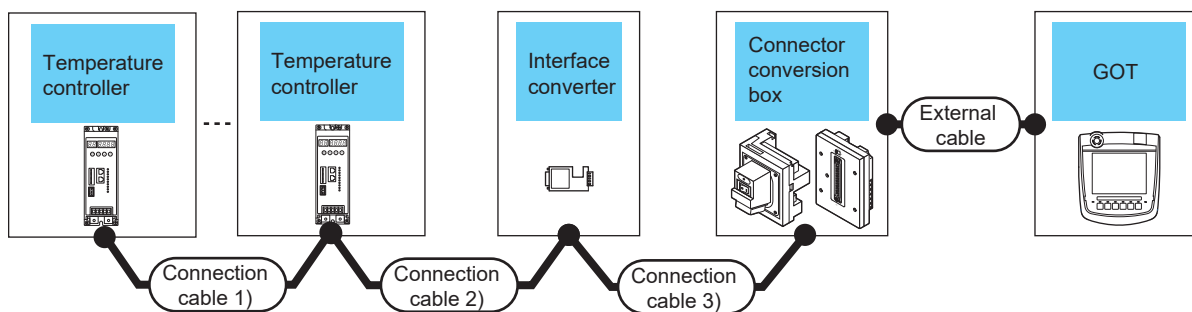 Temperature
controller
Temperature
controller
Interface
converter
Connector
conversion
box
GOT
External
cable
Connection
cable 1)
Connection
cable 2)
Connection
cable 3)